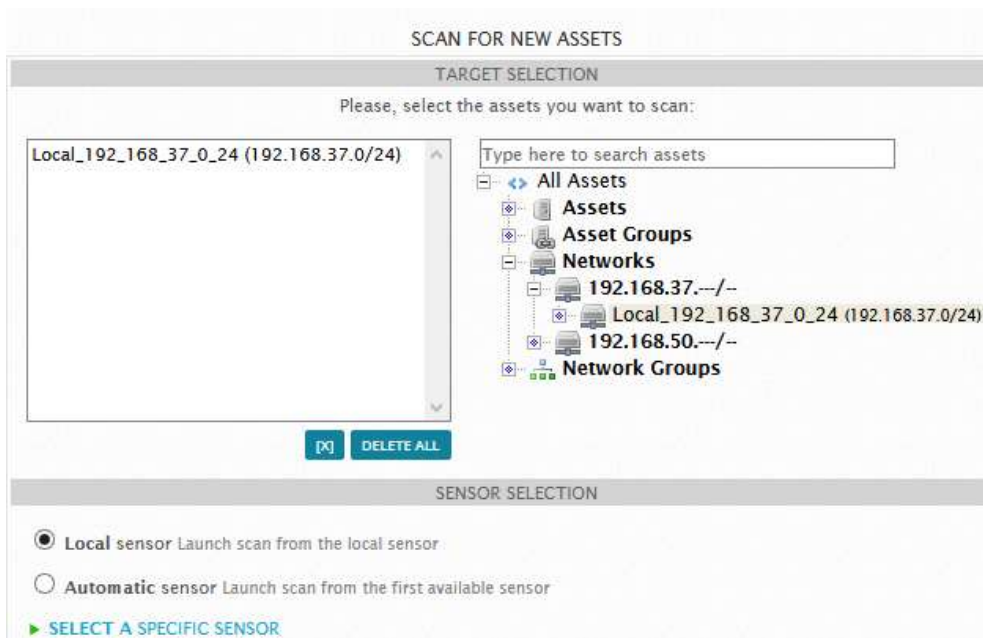 SCAN FOR NEW ASSETS
TARGET SELECTION
Please, select the assets you want to scan:
Local_192_168_37_0_24 (192.168.37.0/24)
Type here to search assets
All Assets
Assets
Asset Groups
Networks
192.168.37.---/--
Local_192_168_37_0_24 (192.168.37.0/24)
192.168.50.---/--
Network Groups
[X] DELETE ALL
SENSOR SELECTION
Local sensor Launch scan from the local sensor
Automatic sensor Launch scan from the first available sensor
SELECT A SPECIFIC SENSOR